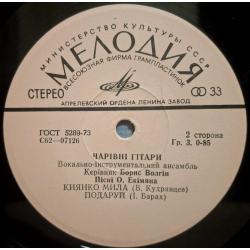 МИНИСТЕРСТВО КУЛЬТУРЫ СССР
МЕЛОДИЯ
ВСЕСОЮЗНАЯ ФИРМА ГРАМПЛАСТИНОК
СТЕРЕО
33
АПРЕЛЕВСКИЙ ОРДЕНА ЛЕНИНА ЗАВОД
ГОСТ 5289-73
С62—07126
2 сторона
Гр. 3. 0-85
ЧАРІВНІ ГІТАРИ
Вокально-інструментальний ансамбль
Керівник Борис Волгін
Пісні О. Екімяна
КИЯНКО МИЛА (В. Кудрявцев)
ПОДАРУЙ (І. Барах)